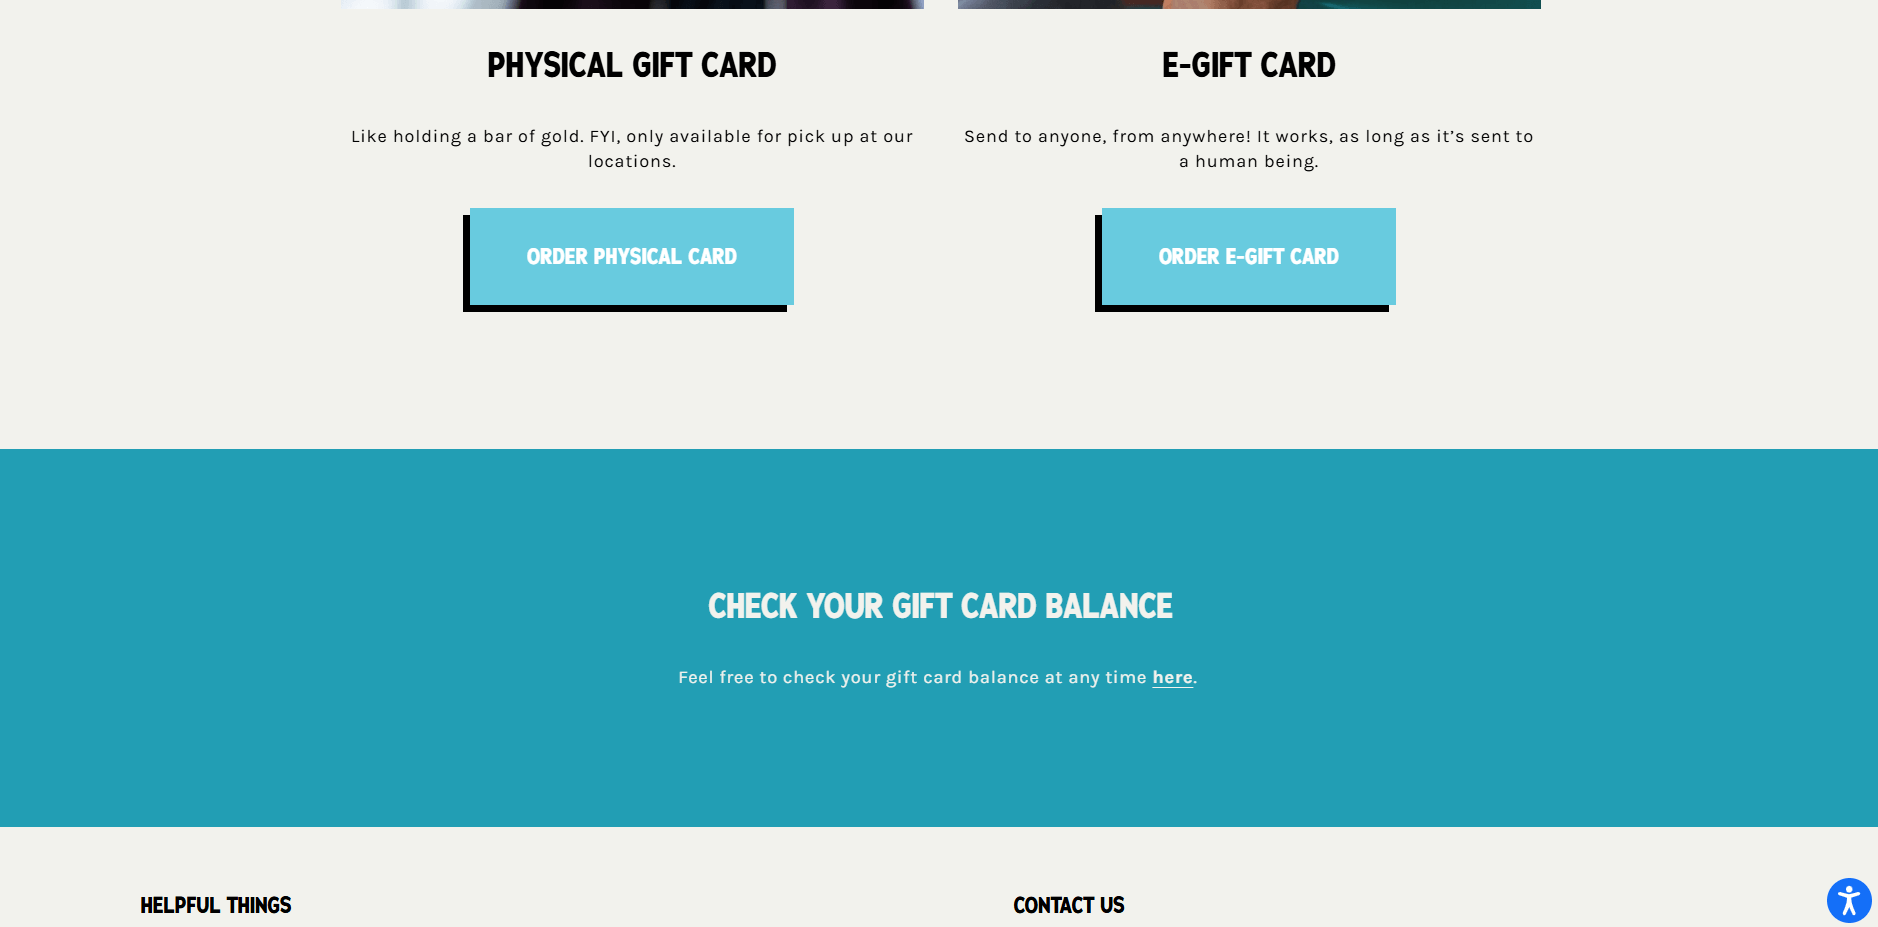 PHYSICAL GIFT CARD
Like holding a bar of gold. FYI, only available for pick up at our
locations.
ORDER PHYSICAL CARD
E-GIFT CARD
Send to anyone, from anywhere! It works, as long as it’s sent to
a human being.
ORDER E-GIFT CARD
CHECK YOUR GIFT CARD BALANCE
Feel free to check your gift card balance at any time here.
HELPFUL THINGS
CONTACT US